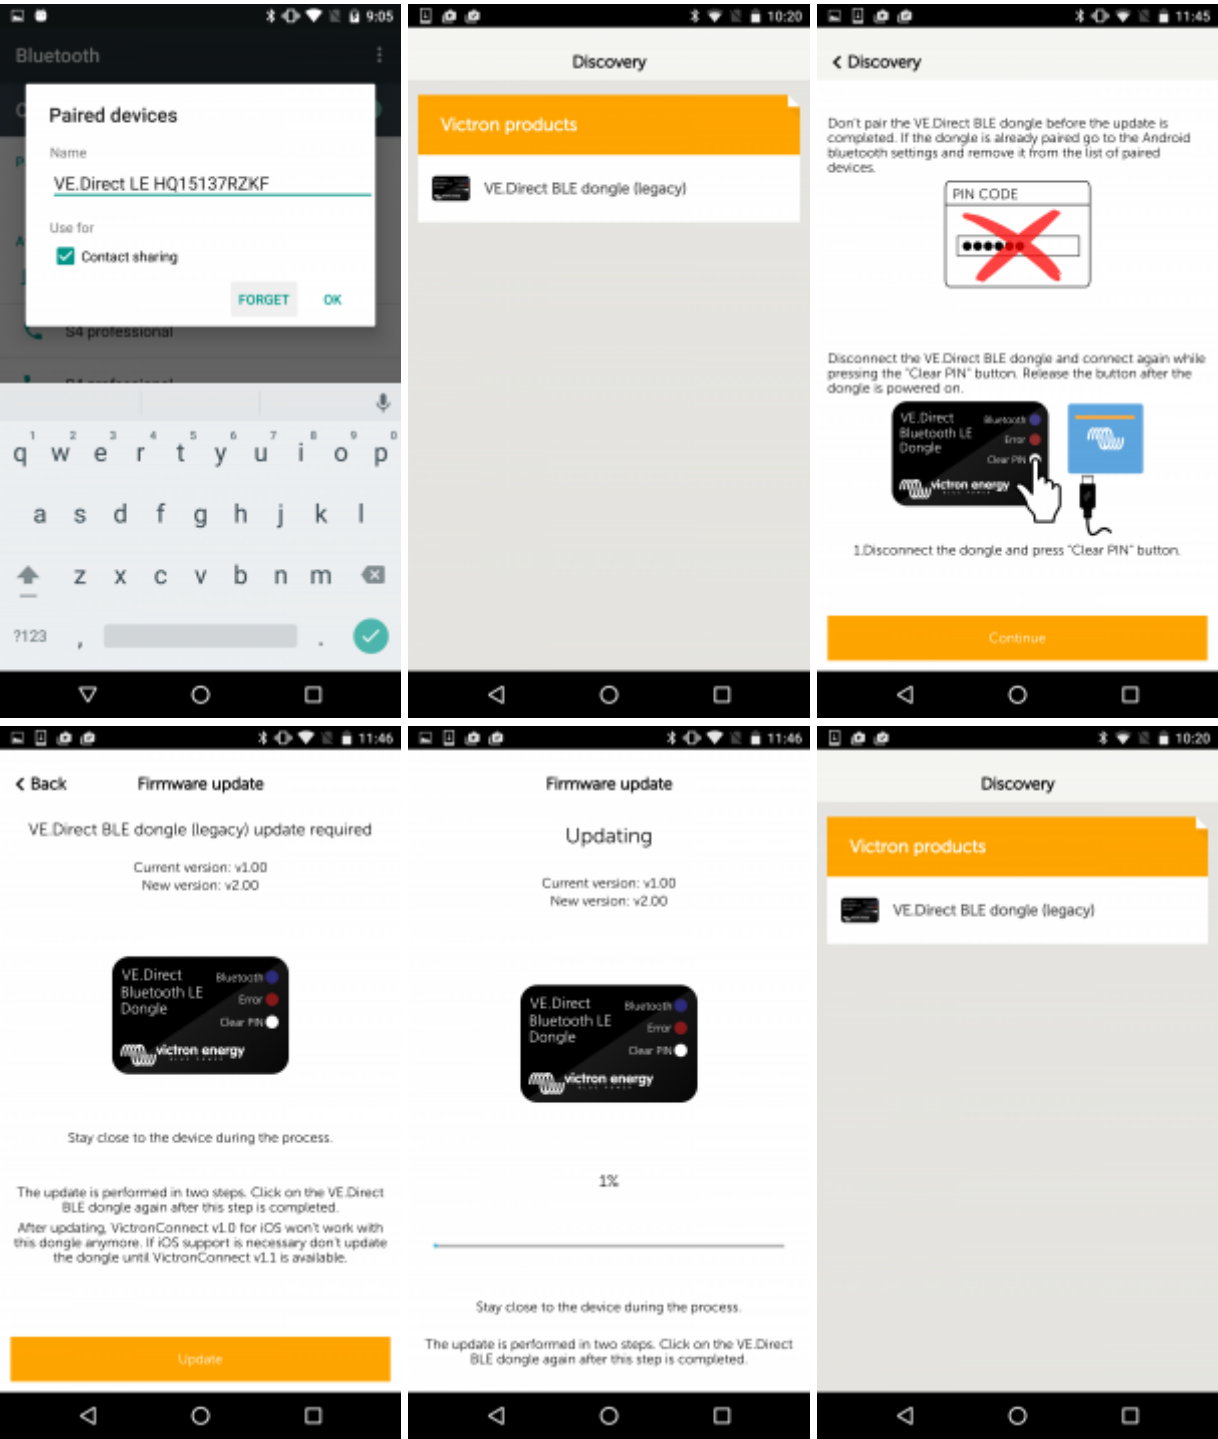 9:05
Bluetooth
Paired devices
Name
VE.Direct LE HQ15137RZKF
Use for
Contact sharing
FORGET OK
S4 professional
1 2 3 4 5 6 7 8 9 0
q w e r t y u i o p
a s d f g h j k l
z x c v b n m
?123 , .
10:20
Discovery
Victron products
VE.Direct BLE dongle (legacy)
11:45
Discovery
Don't pair the VE.Direct BLE dongle before the update is
completed. If the dongle is already paired go to the Android
bluetooth settings and remove it from the list of paired
devices.
PIN CODE
Disconnect the VE.Direct BLE dongle and connect again while
pressing the "Clear PIN" button. Release the button after the
dongle is powered on.
VE.Direct
Bluetooth LE
Dongle
Bluetooth
Error
Clear PIN
victron energy
1.Disconnect the dongle and press "Clear PIN" button.
Continue
11:46
Back
Firmware update
VE.Direct BLE dongle (legacy) update required
Current version: v1.00
New version: v2.00
VE.Direct
Bluetooth LE
Dongle
Bluetooth
Error
Clear PIN
victron energy
BLUE POWER
Stay close to the device during the process.
The update is performed in two steps. Click on the VE.Direct
BLE dongle again after this step is completed.
After updating, VictronConnect v1.0 for iOS won't work with
this dongle anymore. If iOS support is necessary don't update
the dongle until VictronConnect v1.1 is available.
Update
11:46
Firmware update
Updating
Current version: v1.00
New version: v2.00
VE.Direct
Bluetooth LE
Dongle
Bluetooth
Error
Clear PIN
victron energy
BLUE POWER
1%
Stay close to the device during the process.
The update is performed in two steps. Click on the VE.Direct
BLE dongle again after this step is completed.
10:20
Discovery
Victron products
VE.Direct BLE dongle (legacy)